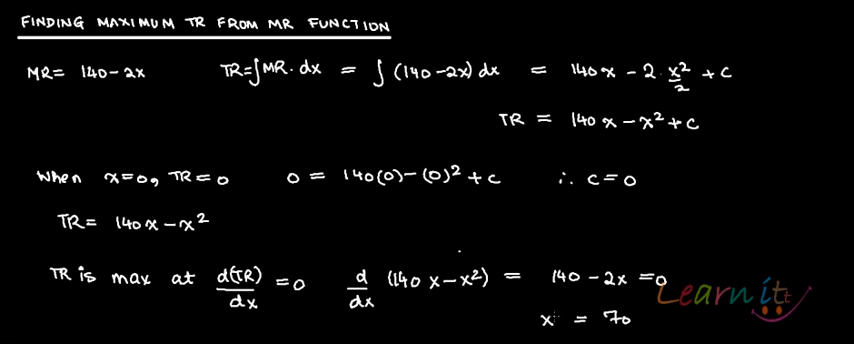 FINDING MAXIMUM TR FROM MR FUNCTION
MR = 140 - 2x TR = ∫MR. dx = ∫ (140 - 2x) dx = 140x - 2. x²/2 + c
TR = 140x - x² + c
When x=0, TR = 0 0 = 140(0) - (0)² + c ∴ c = 0
TR = 140x - x²
TR is max at d(TR)/dx = 0 d/dx (140x - x²) = 140 - 2x = 0
Learnitt
x = 70